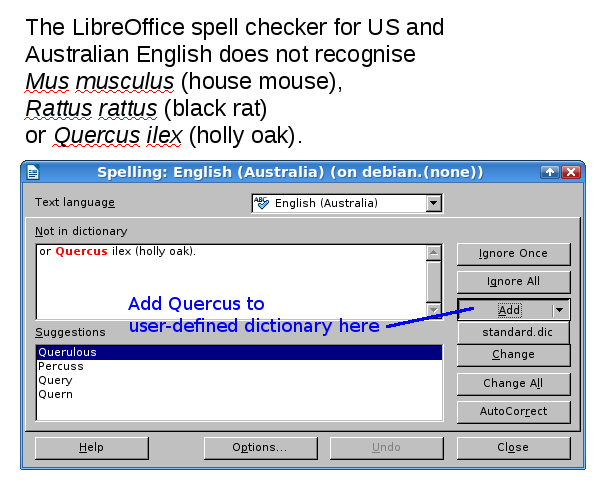 The LibreOffice spell checker for US and
Australian English does not recognise
Mus musculus (house mouse),
Rattus rattus (black rat)
or Quercus ilex (holly oak).
Spelling: English (Australia) (on debian.(none))
Text language
ABC
English (Australia)
Not in dictionary
or Quercus ilex (holly oak).
Ignore Once
Ignore All
Add Quercus to
user-defined dictionary here
Add
standard.dic
Suggestions
Querulous
Percuss
Query
Quern
Change
Change All
AutoCorrect
Help
Options...
Undo
Close